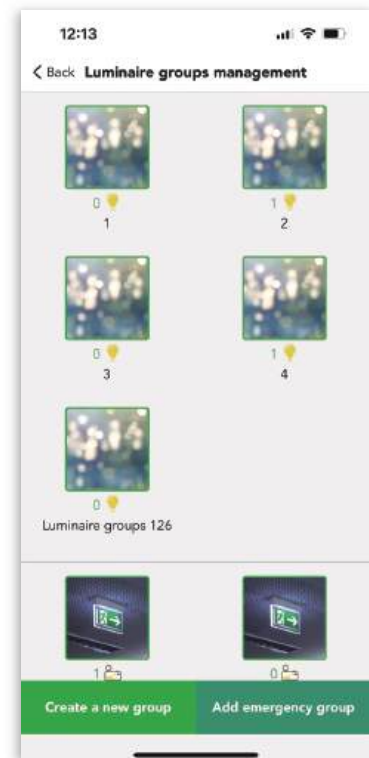 12:13
Back Luminaire groups management
0 1
1 2
0 1
3 4
0
Luminaire groups 126
1 0
Create a new group Add emergency group